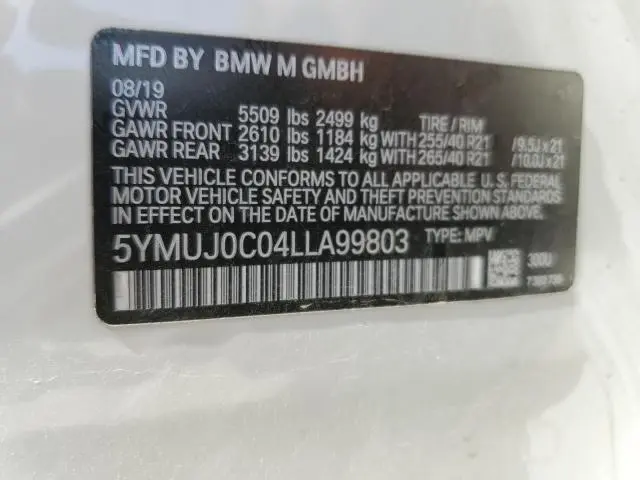 MFD BY BMW M GMBH
08/19
GVWR 5509 lbs 2499 kg TIRE / RIM
GAWR FRONT 2610 lbs 1184 kg WITH 255/40 R21 /9.5J x 21
GAWR REAR 3139 lbs 1424 kg WITH 265/40 R21 /10.0J x 21
THIS VEHICLE CONFORMS TO ALL APPLICABLE U. S. FEDERAL
MOTOR VEHICLE SAFETY AND THEFT PREVENTION STANDARDS
IN EFFECT ON THE DATE OF MANUFACTURE SHOWN ABOVE.
5YMUJ0C04LLA99803 TYPE: MPV
300U